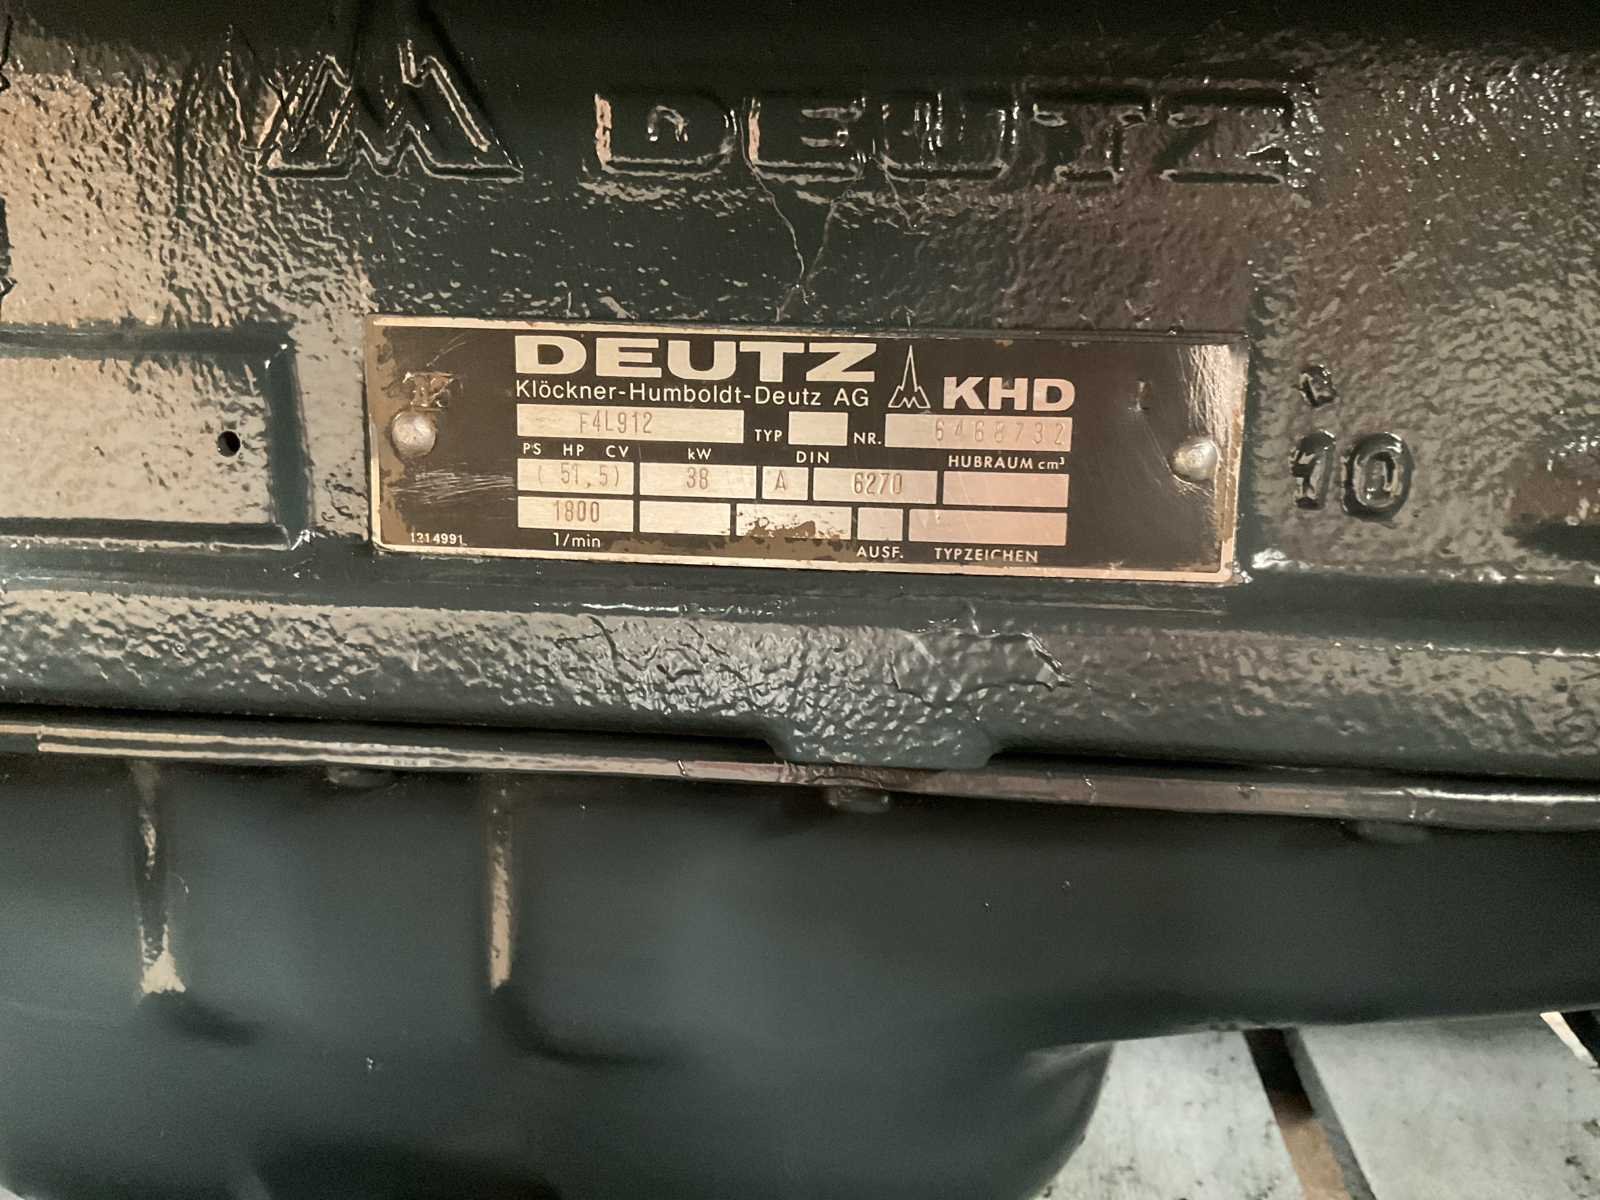 DEUTZ
DEUTZ
Klöckner-Humboldt-Deutz AG KHD
F4L912 TYP NR. 6468732
PS HP CV kW DIN HUBRAUM cm³
(51,5) 38 A 6270
1800
1214991 1/min AUSF. TYPZEICHEN
10